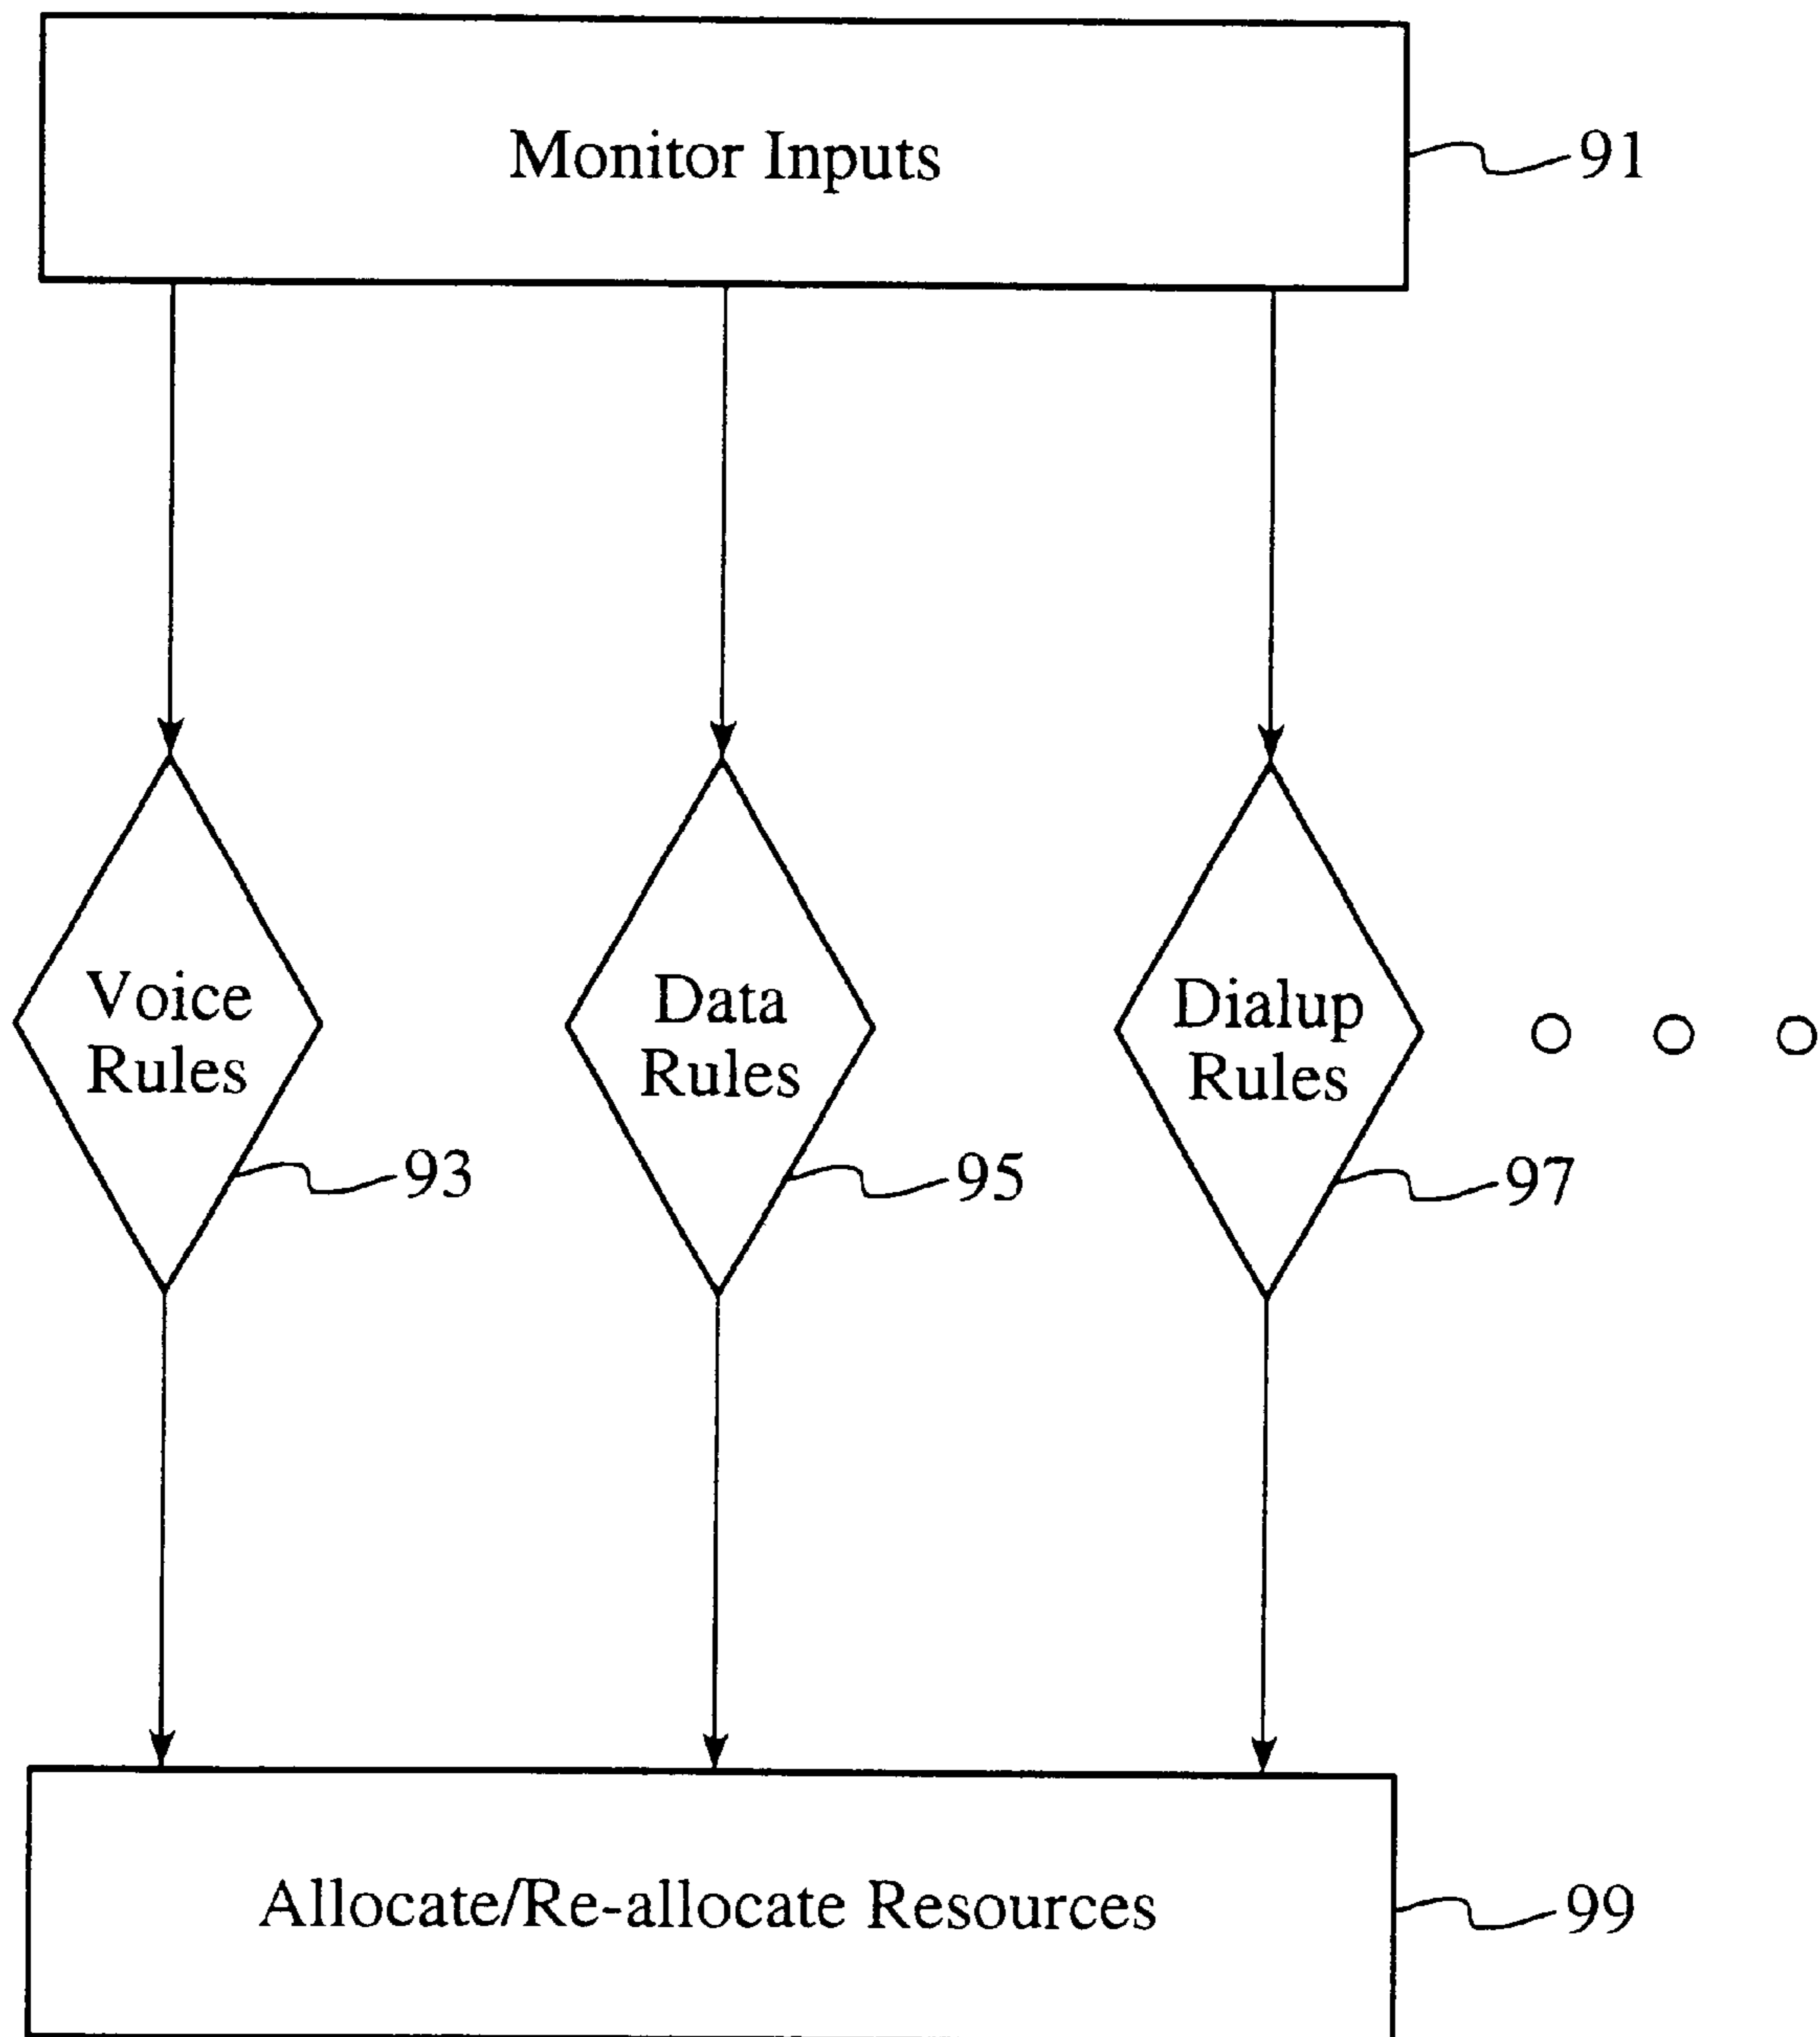 Monitor Inputs
91
Voice
Rules
93
Data
Rules
95
Dialup
Rules
97
Allocate/Re-allocate Resources
99